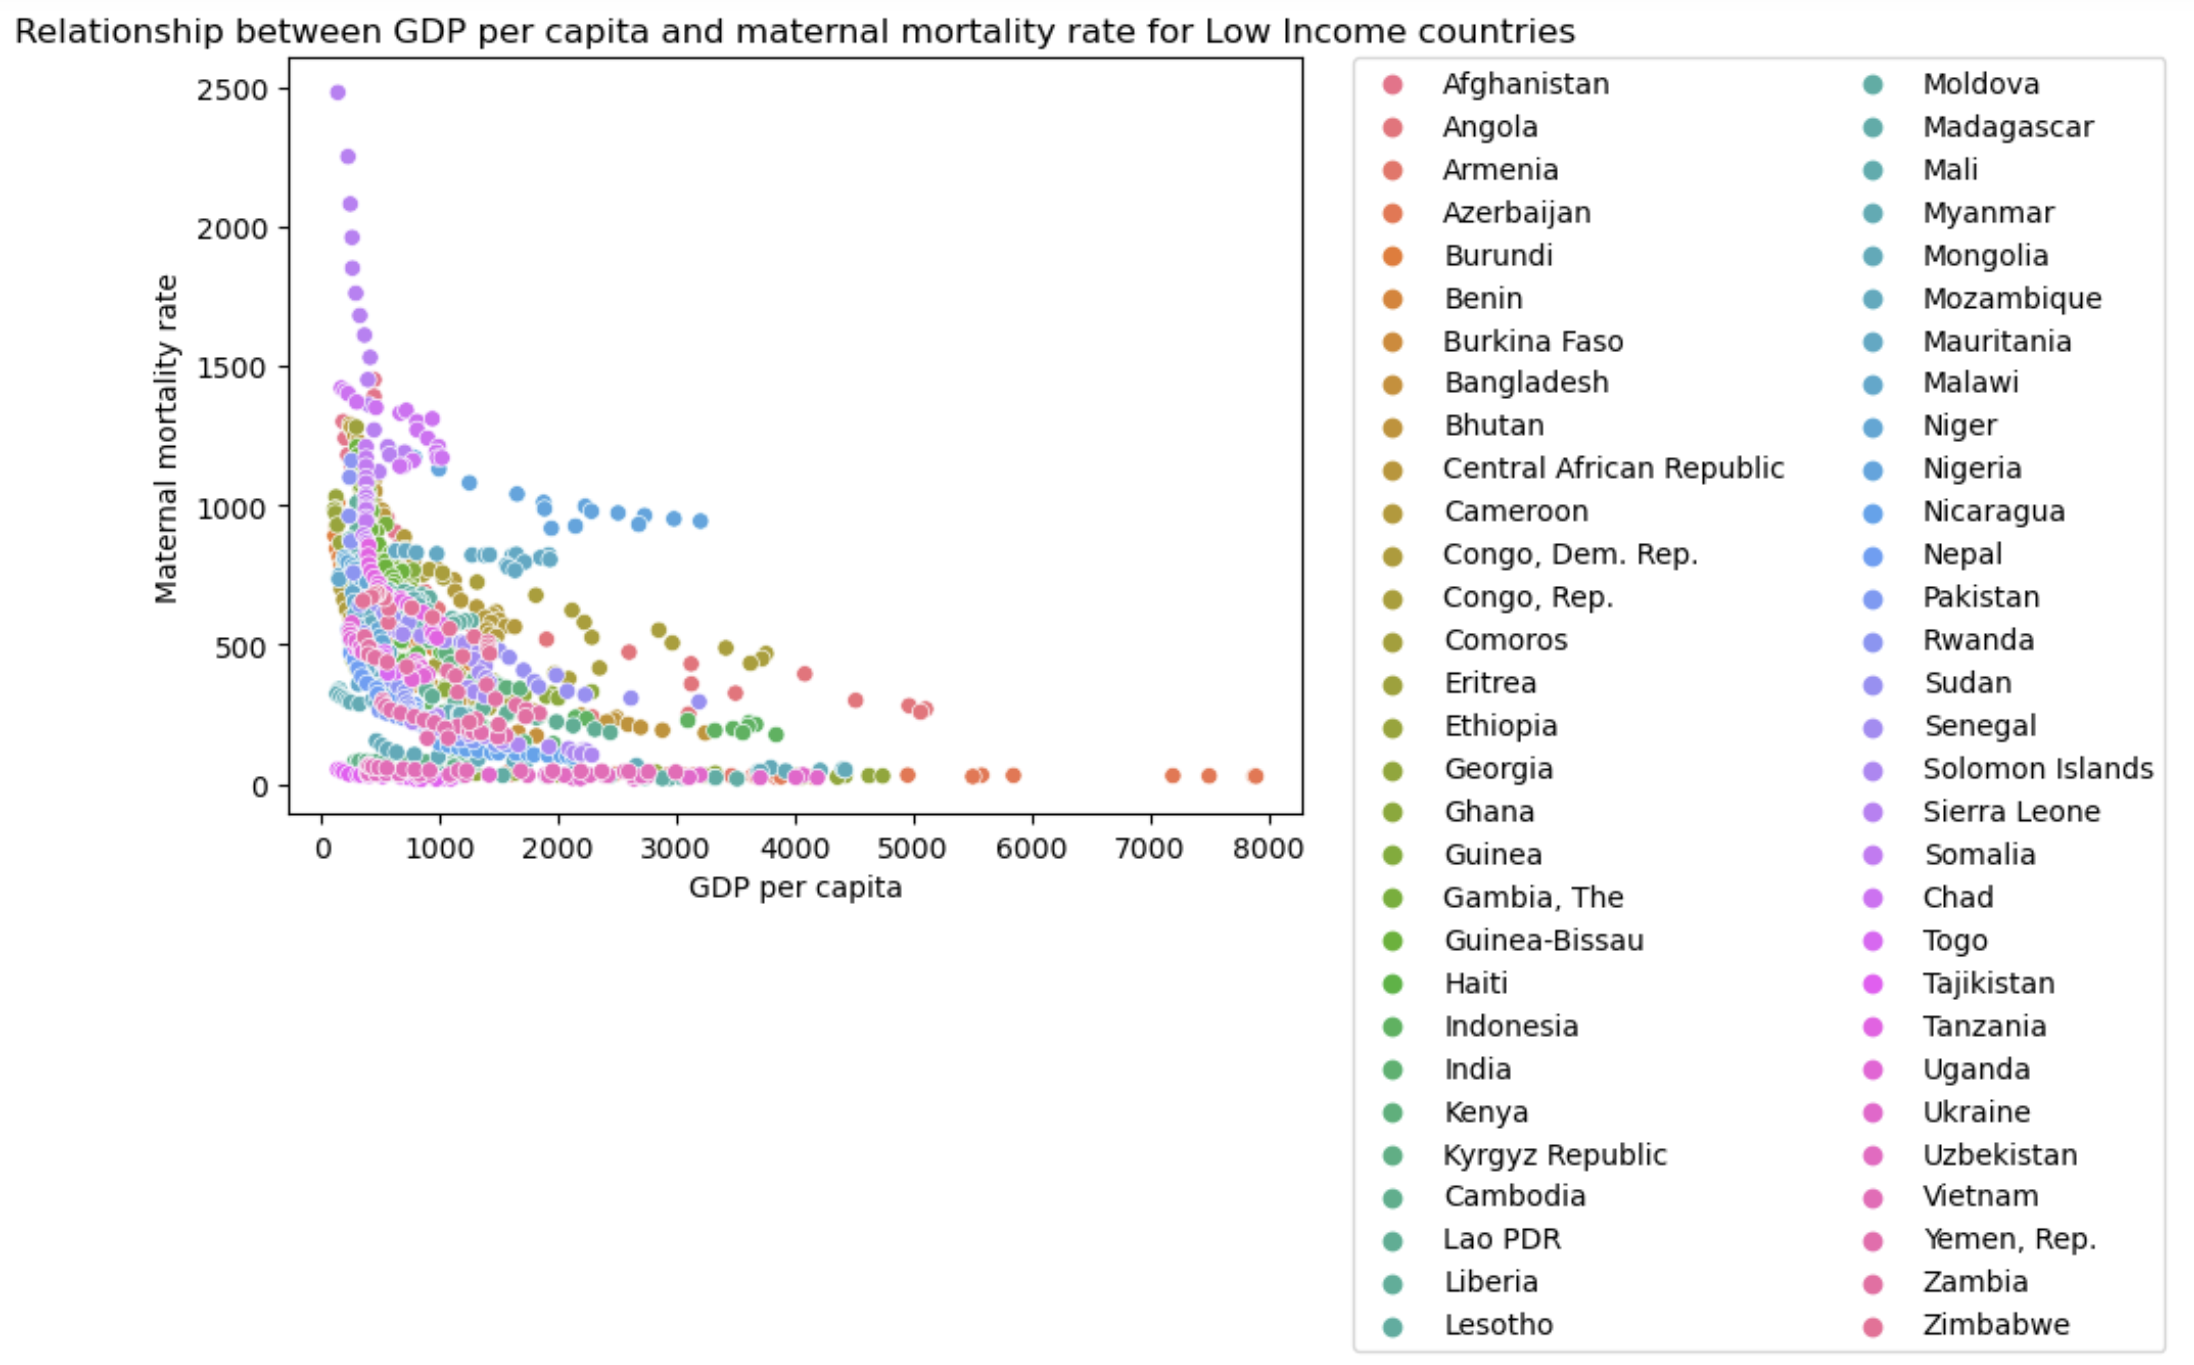 Relationship between GDP per capita and maternal mortality rate for Low Income countries
2500
2000
1500
1000
500
0
Maternal mortality rate
0 1000 2000 3000 4000 5000 6000 7000 8000
GDP per capita
Afghanistan
Angola
Armenia
Azerbaijan
Burundi
Benin
Burkina Faso
Bangladesh
Bhutan
Central African Republic
Cameroon
Congo, Dem. Rep.
Congo, Rep.
Comoros
Eritrea
Ethiopia
Georgia
Ghana
Guinea
Gambia, The
Guinea-Bissau
Haiti
Indonesia
India
Kenya
Kyrgyz Republic
Cambodia
Lao PDR
Liberia
Lesotho
Moldova
Madagascar
Mali
Myanmar
Mongolia
Mozambique
Mauritania
Malawi
Niger
Nigeria
Nicaragua
Nepal
Pakistan
Rwanda
Sudan
Senegal
Solomon Islands
Sierra Leone
Somalia
Chad
Togo
Tajikistan
Tanzania
Uganda
Ukraine
Uzbekistan
Vietnam
Yemen, Rep.
Zambia
Zimbabwe